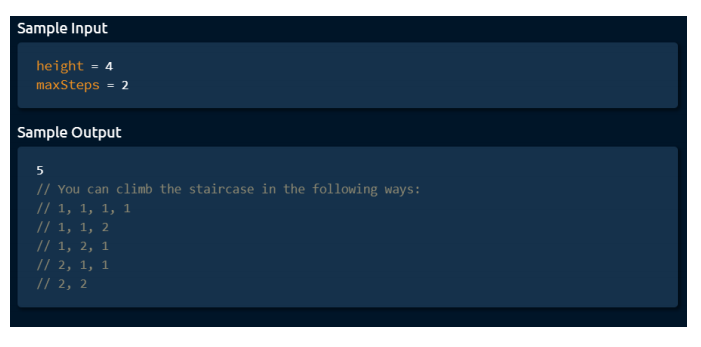 Sample Input
height = 4
maxSteps = 2
Sample Output
5
// You can climb the staircase in the following ways:
// 1, 1, 1, 1
// 1, 1, 2
// 1, 2, 1
// 2, 1, 1
// 2, 2